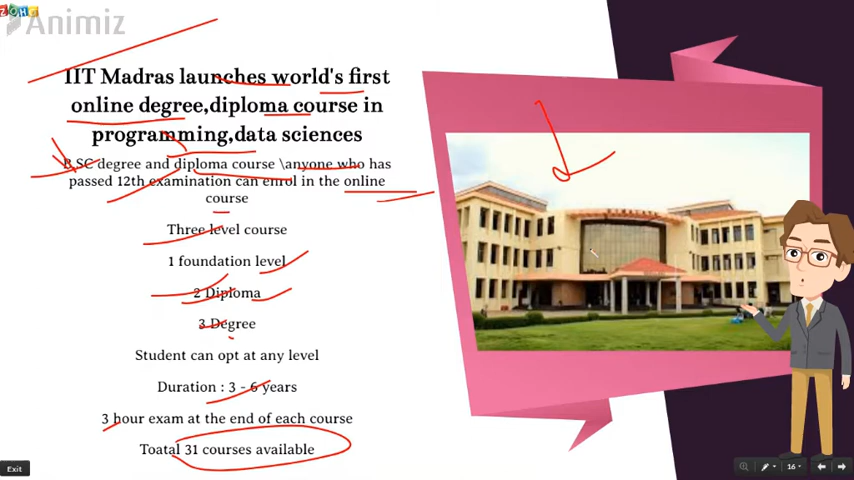 ZOHO
Animiz
IIT Madras launches world's first
online degree,diploma course in
programming,data sciences
B SC degree and diploma course \anyone who has
passed 12th examination can enrol in the online
course
Three level course
1 foundation level
2 Diploma
3 Degree
Student can opt at any level
Duration : 3 - 6 years
3 hour exam at the end of each course
Toatal 31 courses available
Exit
16